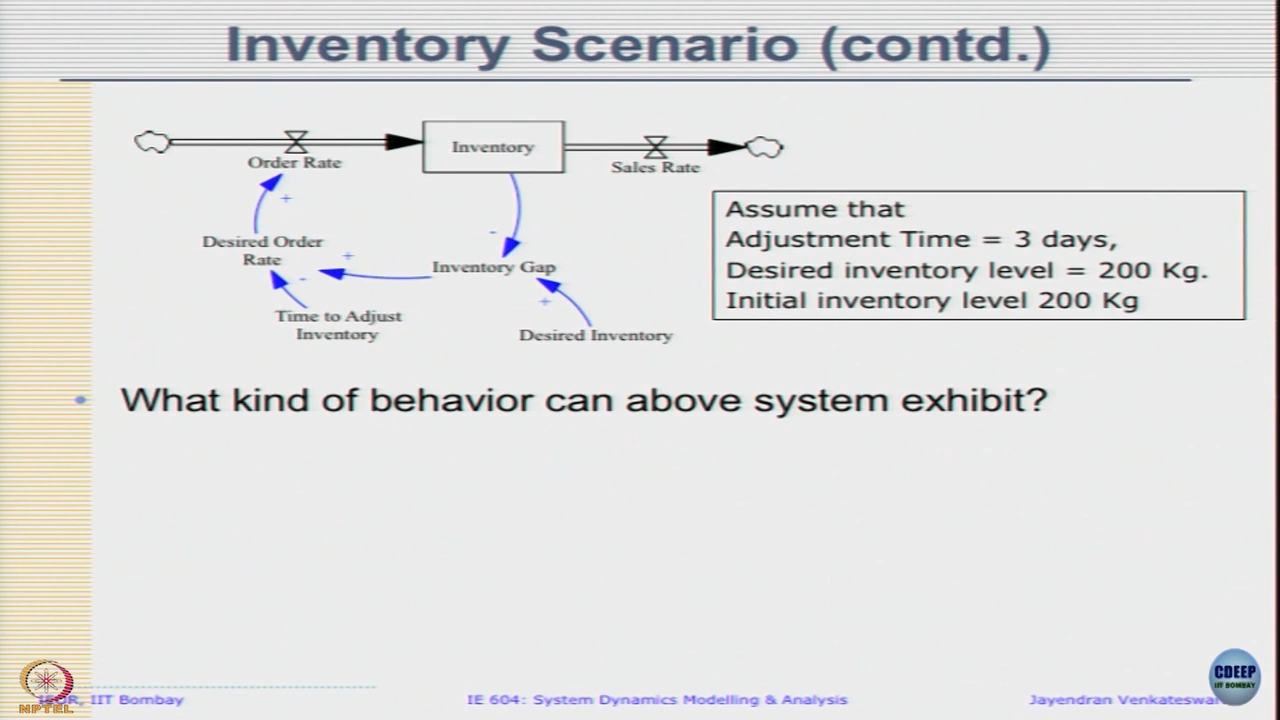 Inventory Scenario (contd.)
Order Rate
Inventory
Sales Rate
+
-
Desired Order
Rate
+
-
Inventory Gap
+
Time to Adjust
Inventory
Desired Inventory
Assume that
Adjustment Time = 3 days,
Desired inventory level = 200 Kg.
Initial inventory level 200 Kg
• What kind of behavior can above system exhibit?
CDEEP
IIT BOMBAY
NPTEL
IIT Bombay
IE 604: System Dynamics Modelling & Analysis
Jayendran